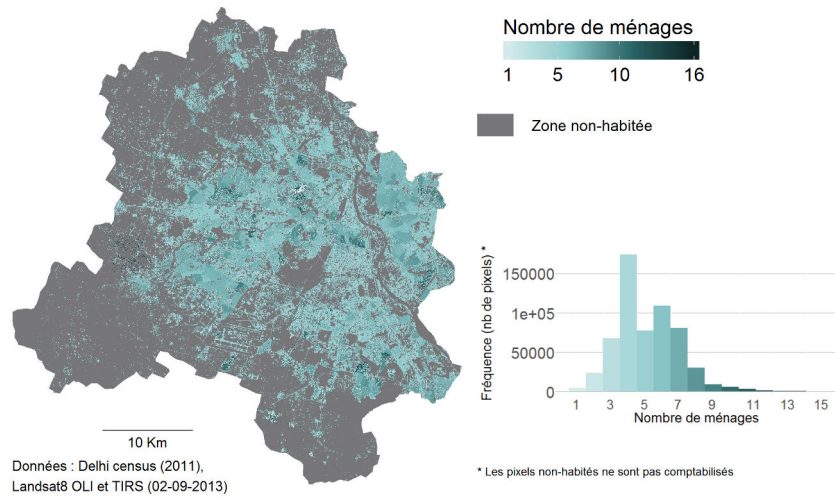 Nombre de ménages
1 5 10 16
Zone non-habitée
Fréquence (nb de pixels) *
150000
1e+05
50000
0
1 3 5 7 9 11 13 15
Nombre de ménages
10 Km
Données : Delhi census (2011),
Landsat8 OLI et TIRS (02-09-2013)
* Les pixels non-habités ne sont pas comptabilisés